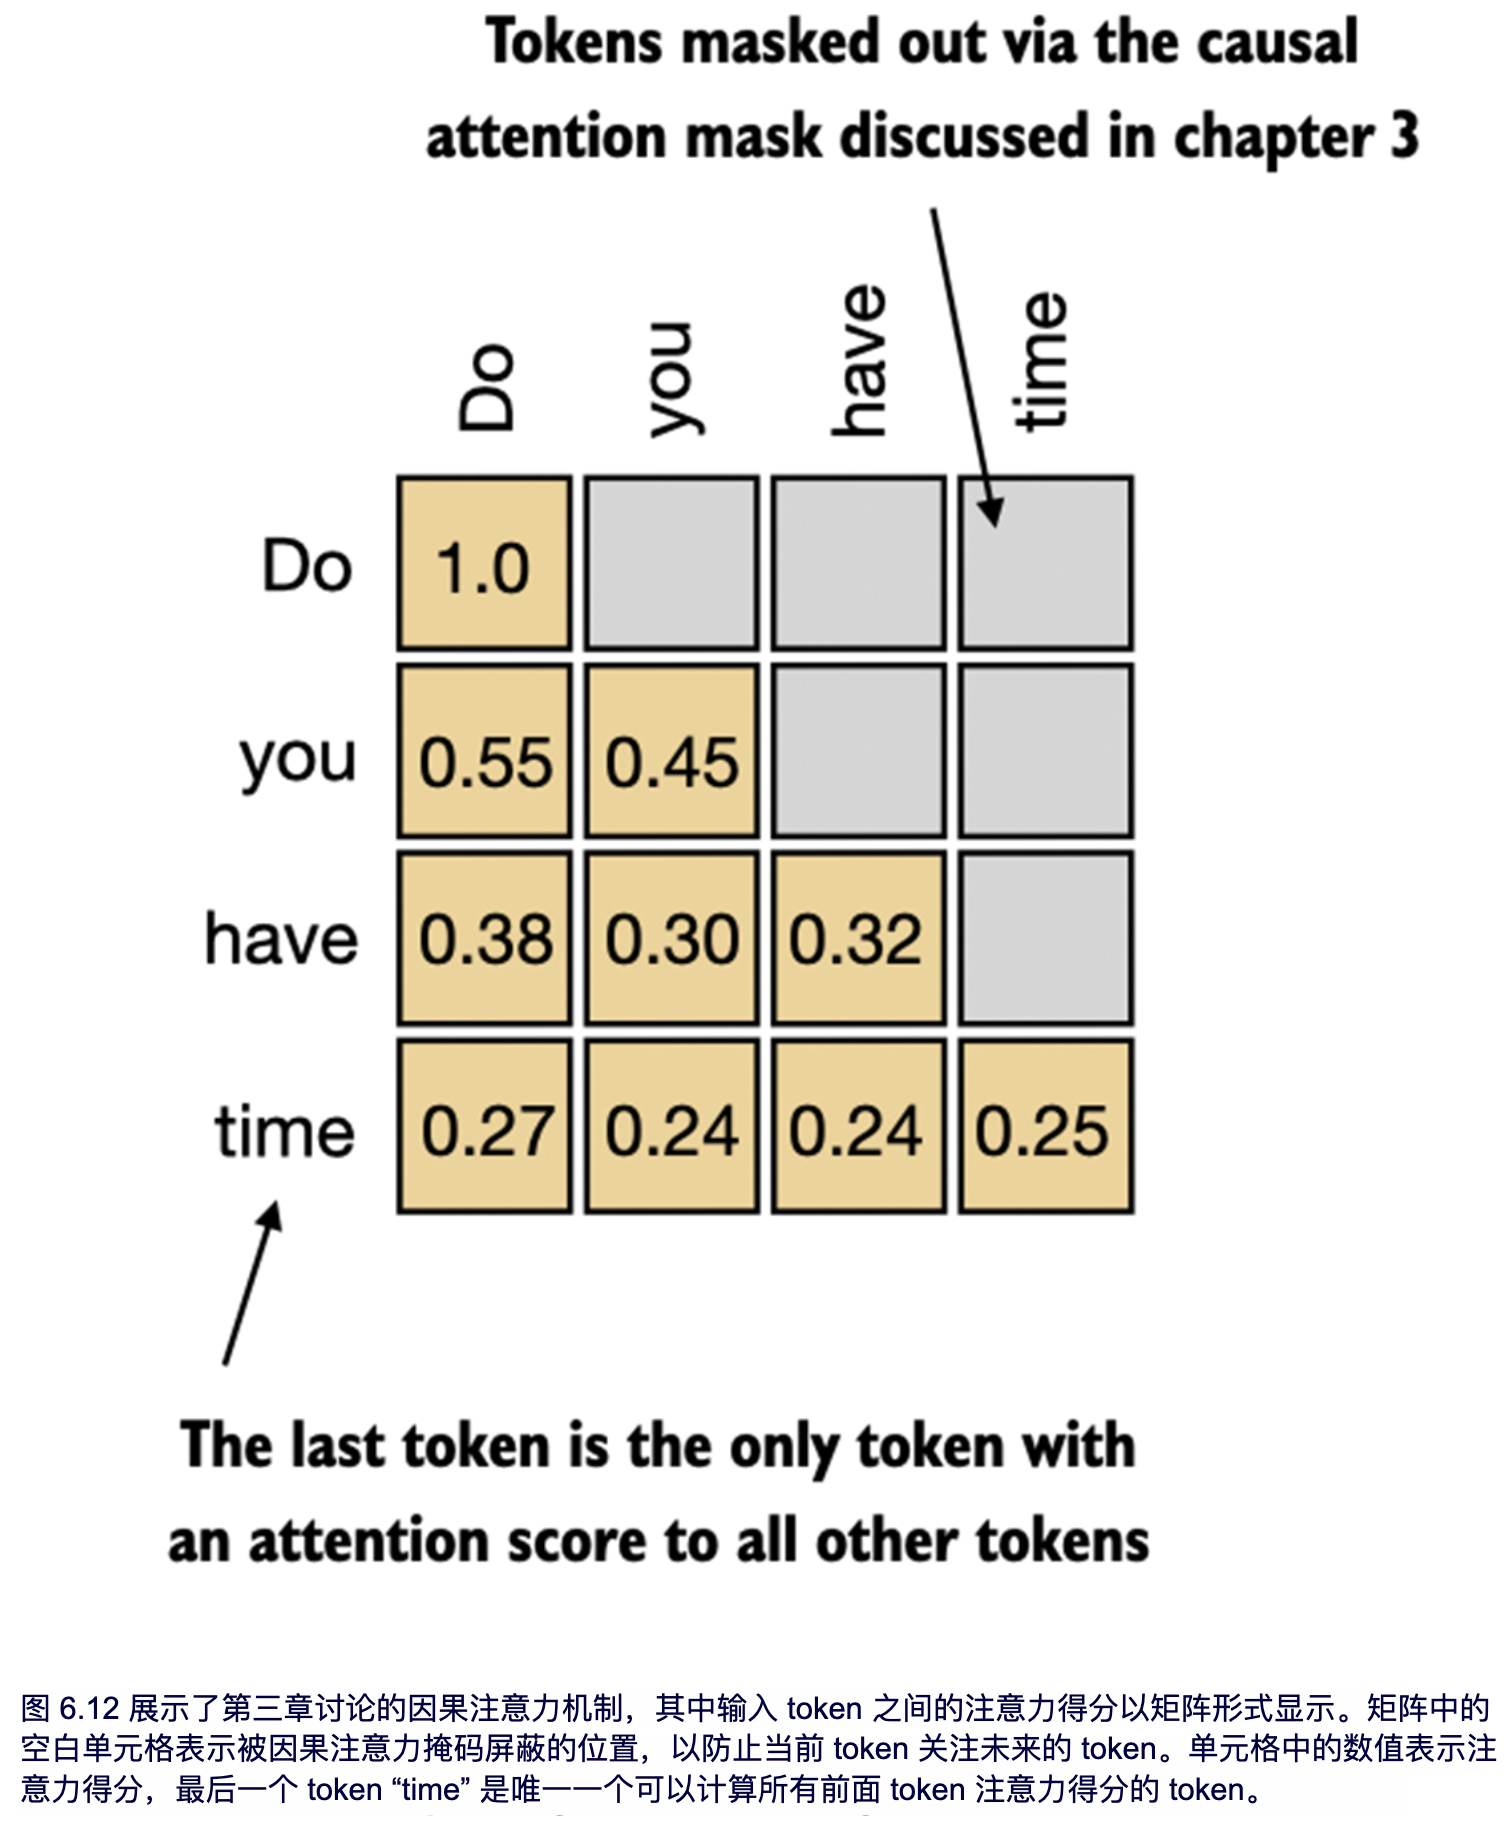 Tokens masked out via the causal
attention mask discussed in chapter 3
Do you have time
Do 1.0
you 0.55 0.45
have 0.38 0.30 0.32
time 0.27 0.24 0.24 0.25
The last token is the only token with
an attention score to all other tokens
图 6.12 展示了第三章讨论的因果注意力机制，其中输入 token 之间的注意力得分以矩阵形式显示。矩阵中的
空白单元格表示被因果注意力掩码屏蔽的位置，以防止当前 token 关注未来的 token。单元格中的数值表示注
意力得分，最后一个 token “time” 是唯一一个可以计算所有前面 token 注意力得分的 token。